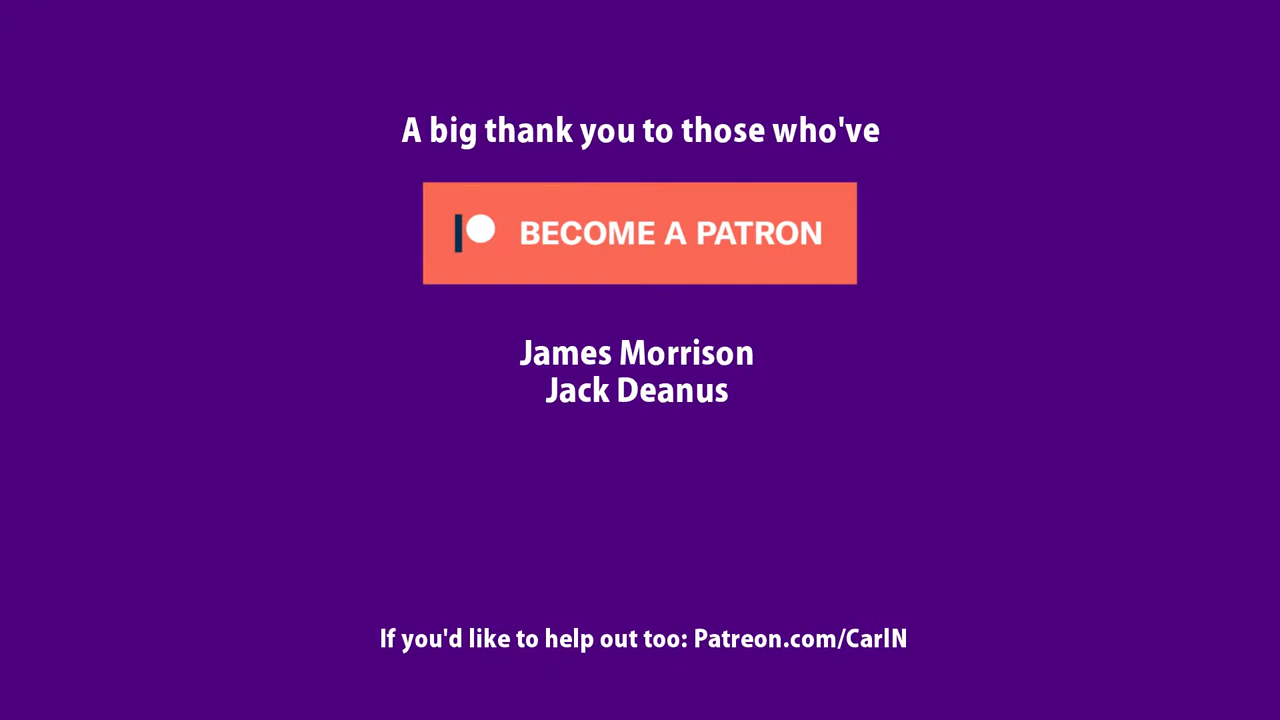 A big thank you to those who've
BECOME A PATRON
James Morrison
Jack Deanus
If you'd like to help out too: Patreon.com/CarlN